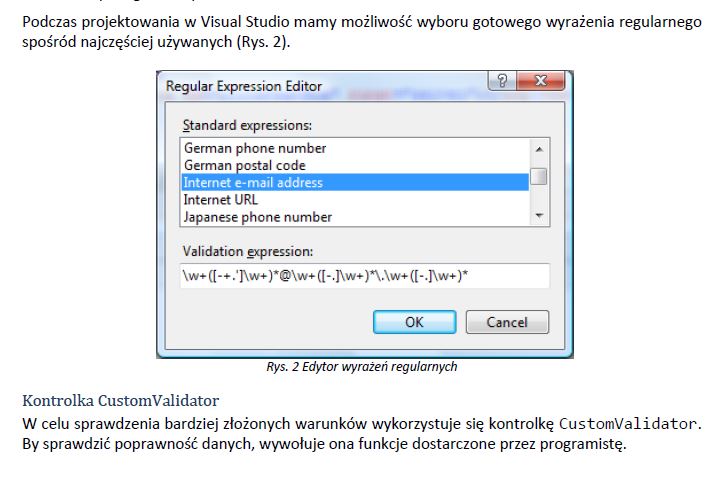 Podczas projektowania w Visual Studio mamy możliwość wyboru gotowego wyrażenia regularnego
spośród najczęściej używanych (Rys. 2).
Regular Expression Editor
Standard expressions:
German phone number
German postal code
Internet e-mail address
Internet URL
Japanese phone number
Validation expression:
\w+([-+.']\w+)*@\w+([-.]\w+)*\.\w+([-.]\w+)*
OK Cancel
Rys. 2 Edytor wyrażeń regularnych
Kontrolka CustomValidator
W celu sprawdzenia bardziej złożonych warunków wykorzystuje się kontrolkę CustomValidator.
By sprawdzić poprawność danych, wywołuje ona funkcje dostarczone przez programistę.